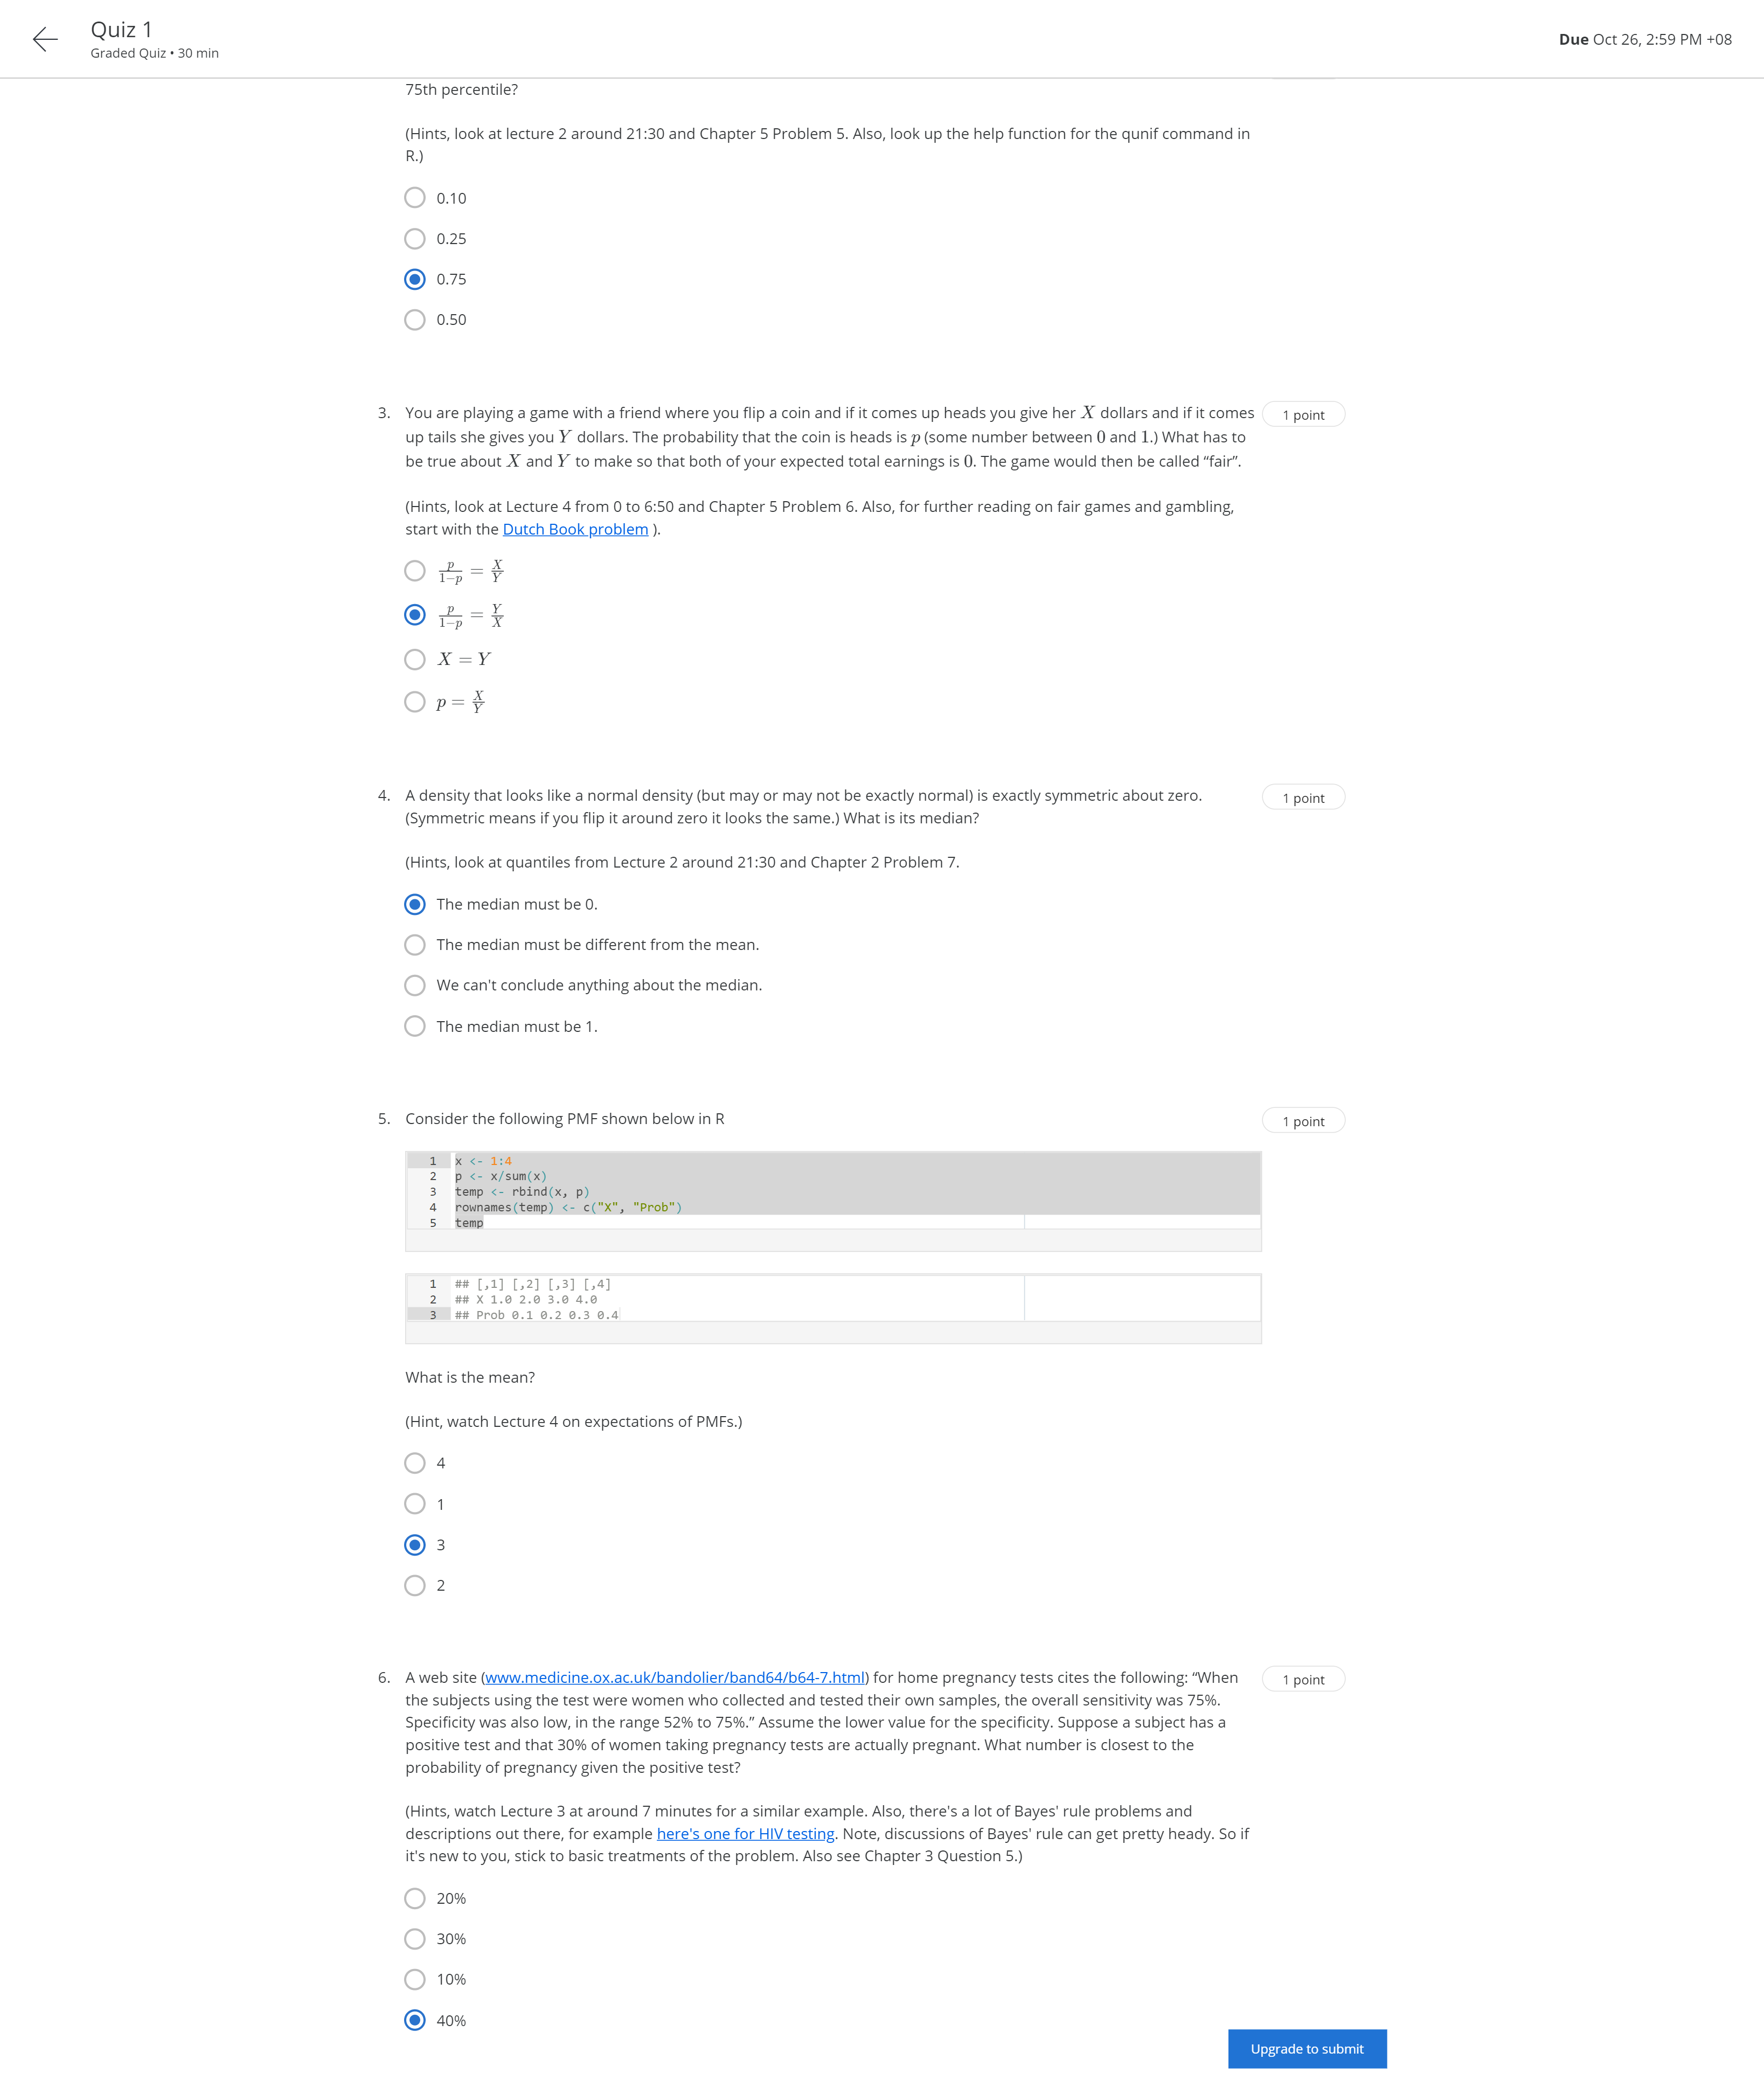 Quiz 1
Graded Quiz • 30 min
Due Oct 26, 2:59 PM +08
75th percentile?
(Hints, look at lecture 2 around 21:30 and Chapter 5 Problem 5. Also, look up the help function for the qunif command in
R.)
0.10
0.25
0.75
0.50
3. You are playing a game with a friend where you flip a coin and if it comes up heads you give her X dollars and if it comes
1 point
up tails she gives you Y dollars. The probability that the coin is heads is p (some number between 0 and 1.) What has to
be true about X and Y to make so that both of your expected total earnings is 0. The game would then be called “fair”.
(Hints, look at Lecture 4 from 0 to 6:50 and Chapter 5 Problem 6. Also, for further reading on fair games and gambling,
start with the Dutch Book problem ).
p/1−p = X/Y
p/1−p = Y/X
X = Y
p = X/Y
4. A density that looks like a normal density (but may or may not be exactly normal) is exactly symmetric about zero.
1 point
(Symmetric means if you flip it around zero it looks the same.) What is its median?
(Hints, look at quantiles from Lecture 2 around 21:30 and Chapter 2 Problem 7.
The median must be 0.
The median must be different from the mean.
We can't conclude anything about the median.
The median must be 1.
5. Consider the following PMF shown below in R
1 point
1 x <- 1:4
2 p <- x/sum(x)
3 temp <- rbind(x, p)
4 rownames(temp) <- c("X", "Prob")
5 temp
1 ## [,1] [,2] [,3] [,4]
2 ## X 1.0 2.0 3.0 4.0
3 ## Prob 0.1 0.2 0.3 0.4
What is the mean?
(Hint, watch Lecture 4 on expectations of PMFs.)
4
1
3
2
6. A web site (www.medicine.ox.ac.uk/bandolier/band64/b64-7.html) for home pregnancy tests cites the following: “When
1 point
the subjects using the test were women who collected and tested their own samples, the overall sensitivity was 75%.
Specificity was also low, in the range 52% to 75%.” Assume the lower value for the specificity. Suppose a subject has a
positive test and that 30% of women taking pregnancy tests are actually pregnant. What number is closest to the
probability of pregnancy given the positive test?
(Hints, watch Lecture 3 at around 7 minutes for a similar example. Also, there's a lot of Bayes' rule problems and
descriptions out there, for example here's one for HIV testing. Note, discussions of Bayes' rule can get pretty heady. So if
it's new to you, stick to basic treatments of the problem. Also see Chapter 3 Question 5.)
20%
30%
10%
40%
Upgrade to submit